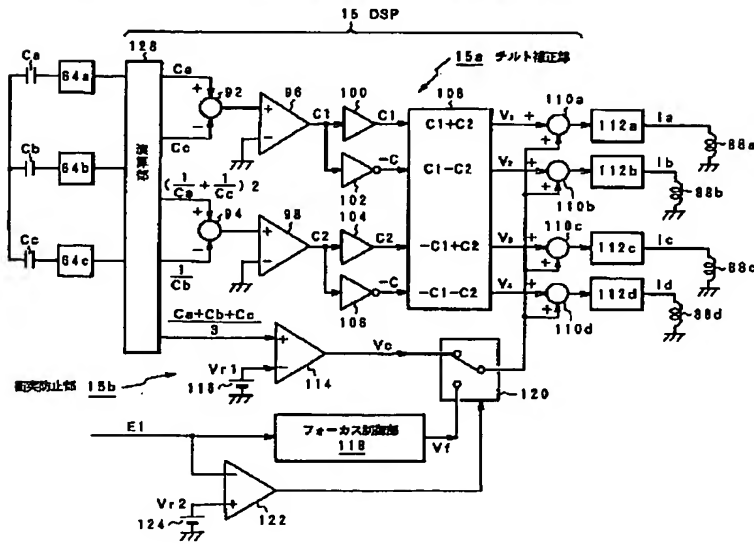 15 DSP
128
15a チルト補正部
Ca
64a
Ca
+
92
-
Cc
96
+
-
C1
100
C1
102
-C
108
C1+C2
C1-C2
-C1+C2
-C1-C2
V₁
+
110a
+
112a
Ia
88a
Cb
64b
演算部
V₂
+
110b
+
112b
Ib
88b
(1/Ca + 1/Cc) 2
+
94
-
1/Cb
98
+
-
C2
104
C2
106
-C
V₃
+
110c
+
112c
Ic
88c
Cc
64c
V₄
+
110d
+
112d
Id
88d
Ca+Cb+Cc
3
衝突防止部 15b
Vr1
116
+
-
114
Vc
120
E1
フォーカス制御部
118
Vf
Vr2
124
-
+
122